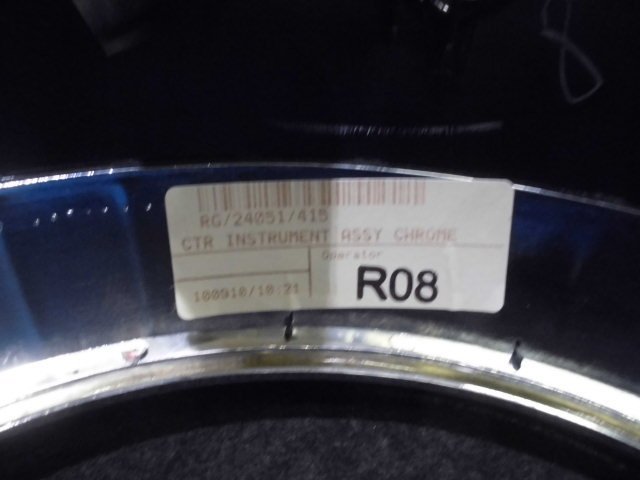 RG/24051/415
CTR INSTRUMENT ASSY CHROME
Operator
100910/10.21
R08